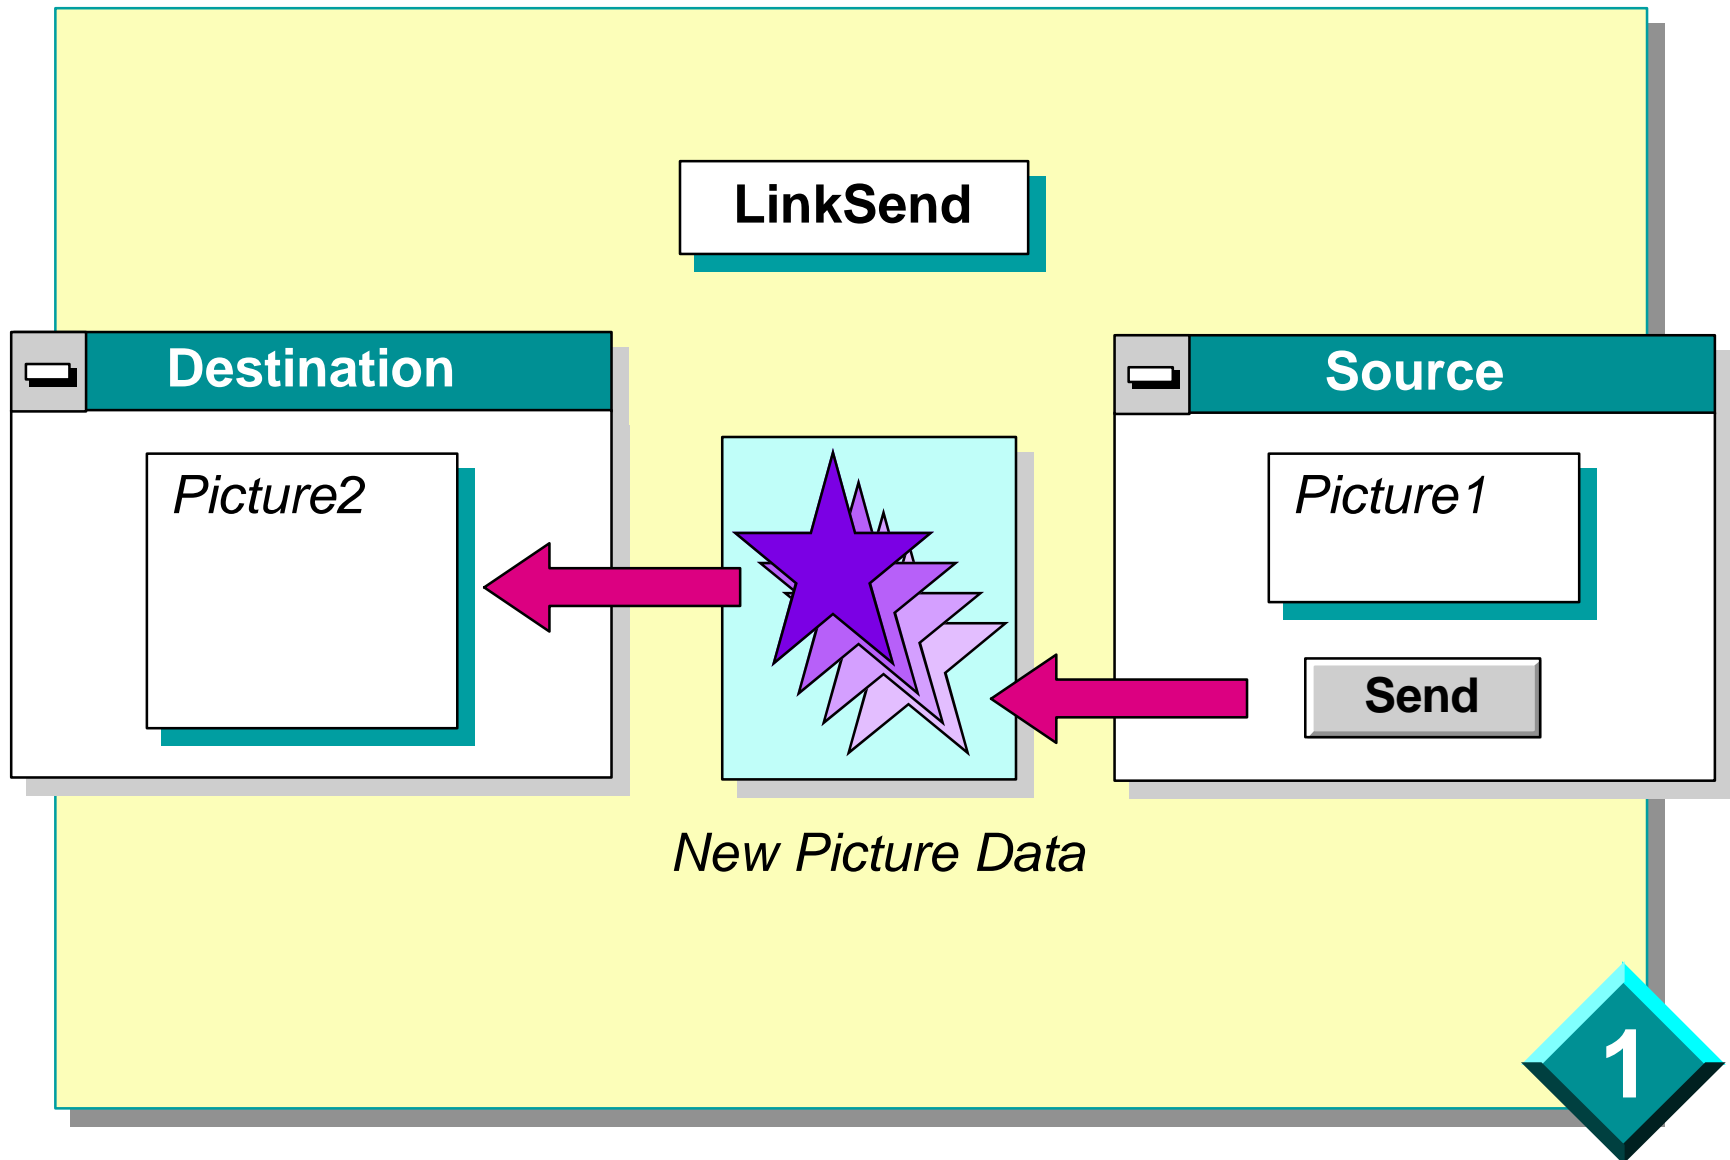 LinkSend
Destination
Source
Picture2
Picture1
Send
New Picture Data
1